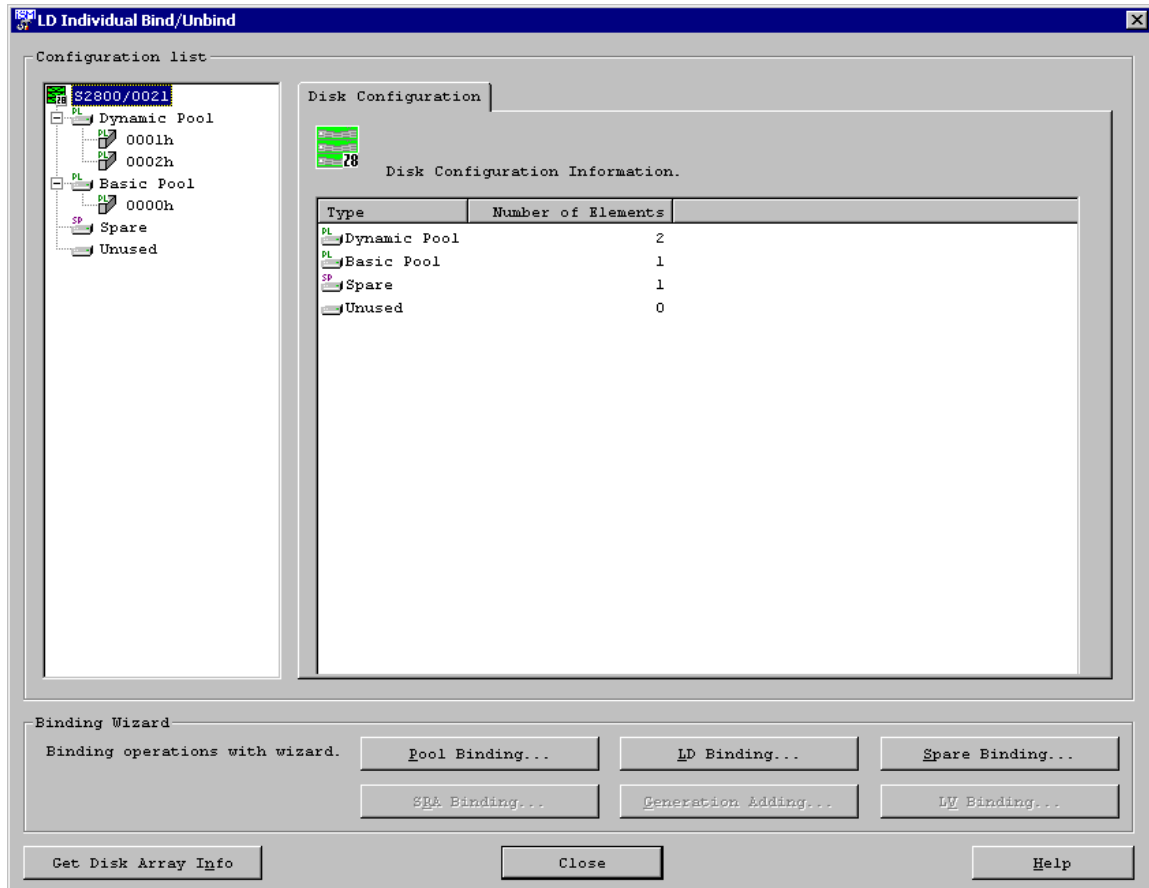 LD Individual Bind/Unbind
Configuration list
S2800/0021
Dynamic Pool
0001h
0002h
Basic Pool
0000h
Spare
Unused
Disk Configuration
Disk Configuration Information.
Type Number of Elements
Dynamic Pool 2
Basic Pool 1
Spare 1
Unused 0
Binding Wizard
Binding operations with wizard.
Pool Binding... LD Binding... Spare Binding...
SRA Binding... Generation Adding... LV Binding...
Get Disk Array Info Close Help